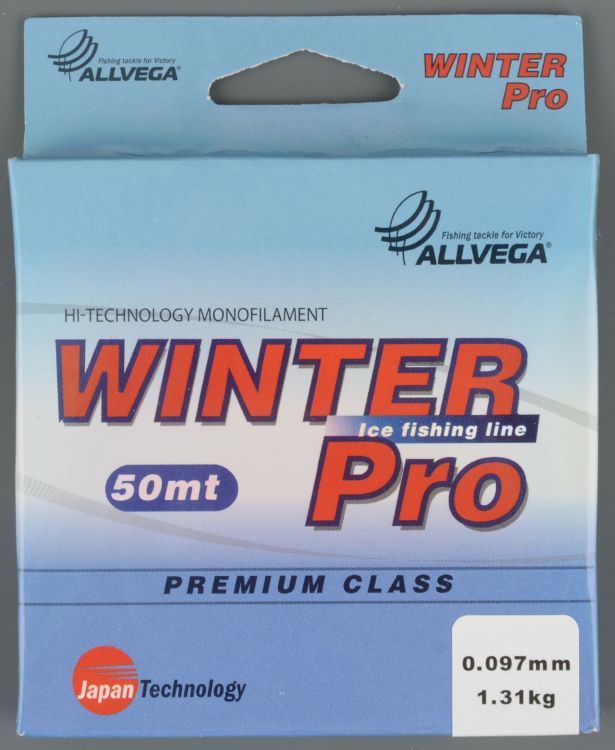 Fishing tackle for Victory
ALLVEGA®
WINTER
Pro
Fishing tackle for Victory
ALLVEGA®
HI-TECHNOLOGY MONOFILAMENT
WINTER
Ice fishing line
Pro
50mt
PREMIUM CLASS
Japan Technology
0.097mm
1.31kg